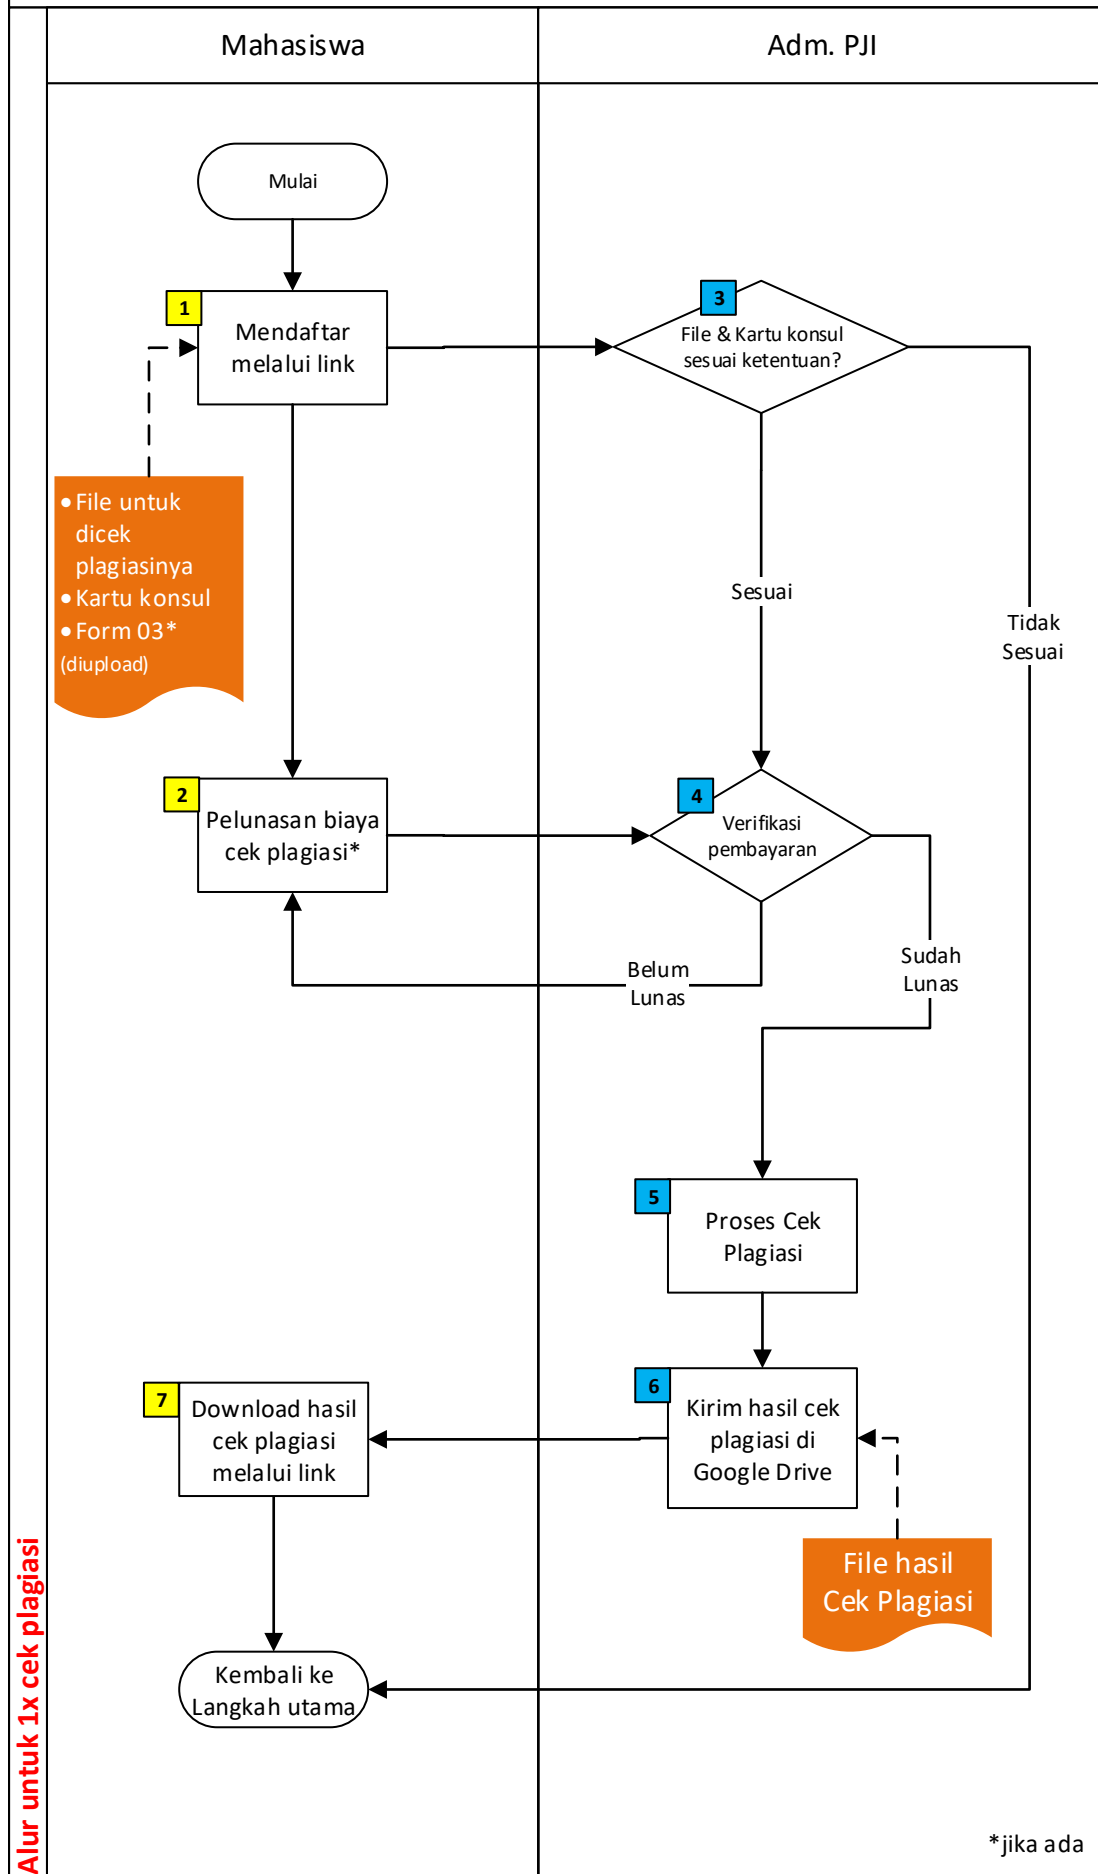 Mahasiswa
Adm. PJI
Mulai
1
Mendaftar
melalui link
3
File & Kartu konsul
sesuai ketentuan?
• File untuk
dicek
plagiasinya
• Kartu konsul
• Form 03*
(diupload)
Sesuai
Tidak
Sesuai
2
Pelunasan biaya
cek plagiasi*
4
Verifikasi
pembayaran
Belum
Lunas
Sudah
Lunas
5
Proses Cek
Plagiasi
6
Kirim hasil cek
plagiasi di
Google Drive
7
Download hasil
cek plagiasi
melalui link
File hasil
Cek Plagiasi
Kembali ke
Langkah utama
Alur untuk 1x cek plagiasi
*jika ada